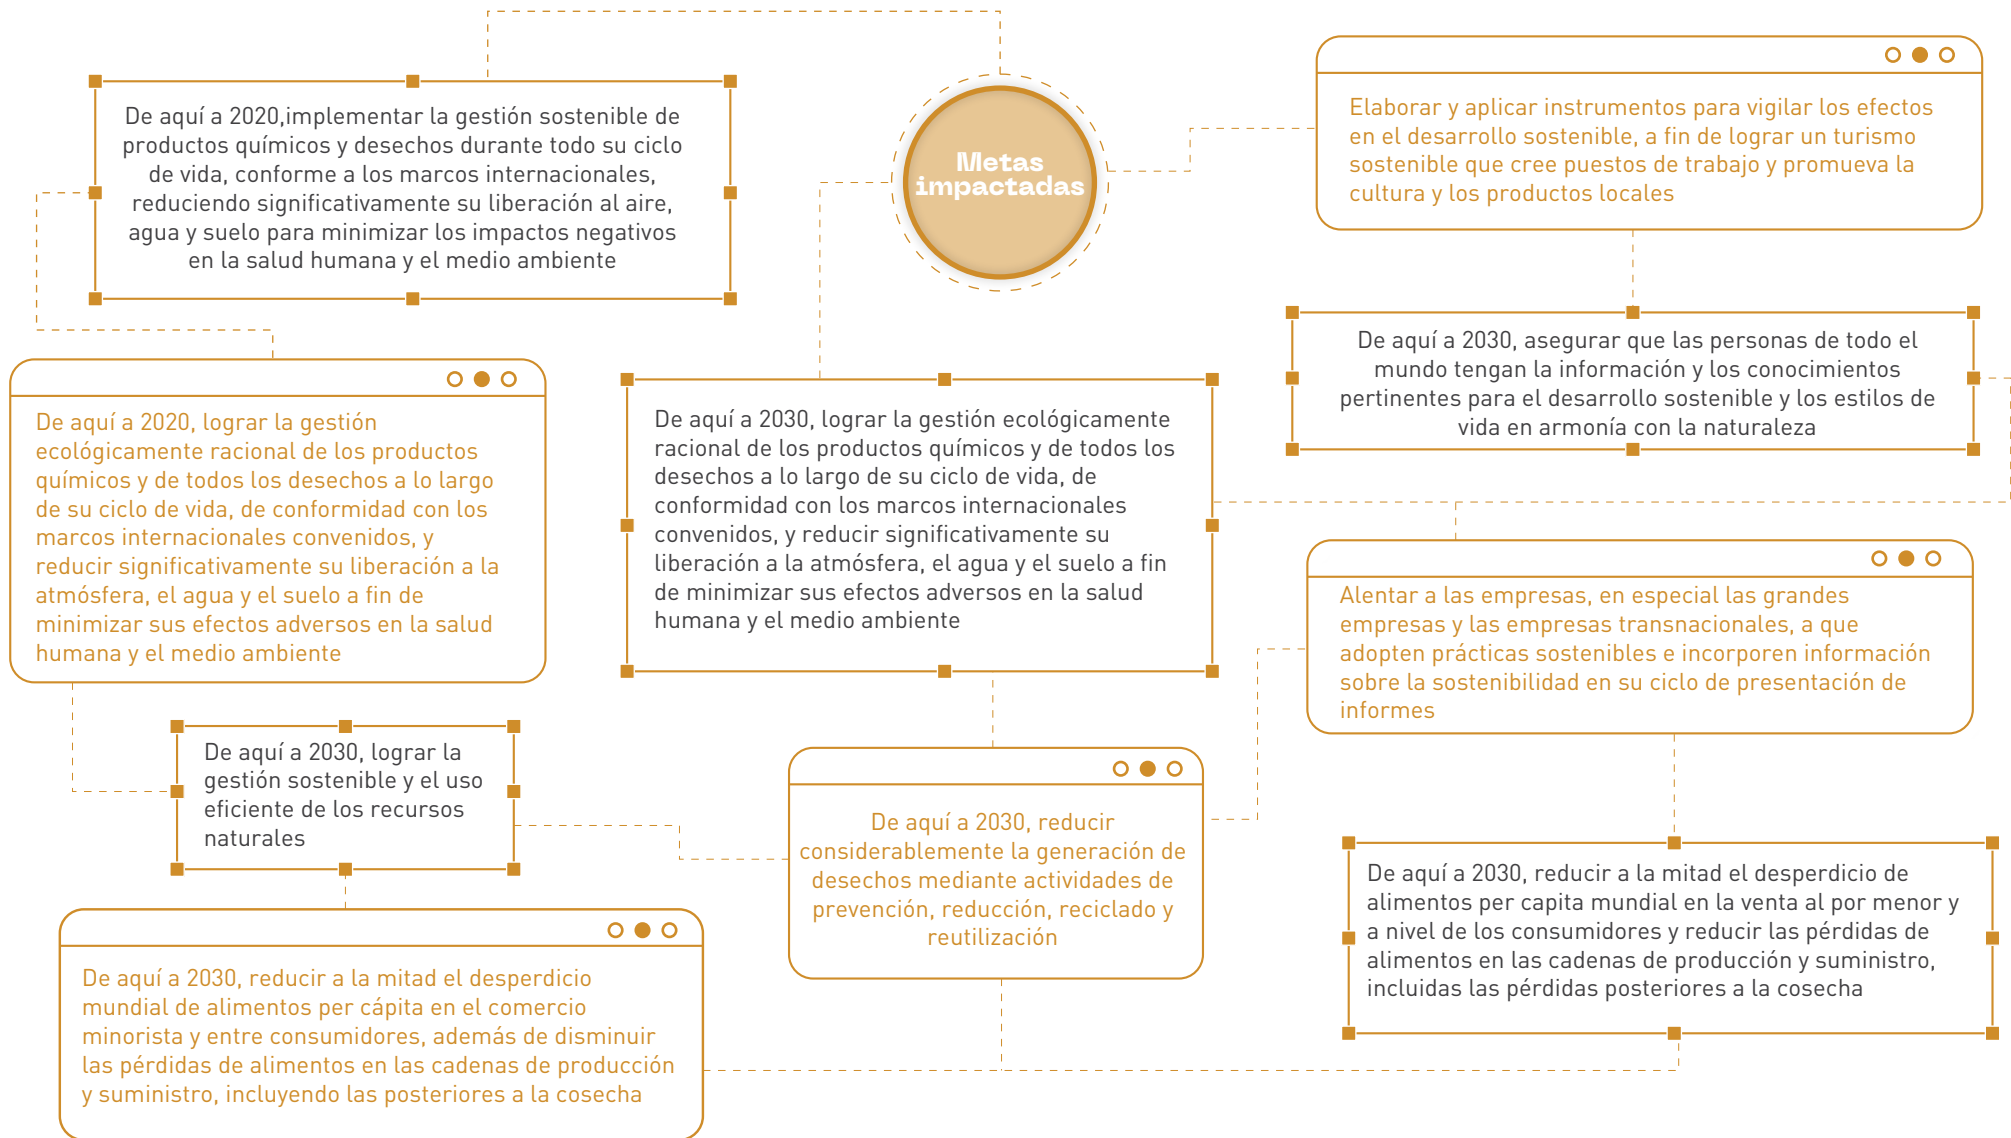 Metas
impactadas
De aquí a 2020,implementar la gestión sostenible de
productos químicos y desechos durante todo su ciclo
de vida, conforme a los marcos internacionales,
reduciendo significativamente su liberación al aire,
agua y suelo para minimizar los impactos negativos
en la salud humana y el medio ambiente
De aquí a 2020, lograr la gestión
ecológicamente racional de los productos
químicos y de todos los desechos a lo largo
de su ciclo de vida, de conformidad con los
marcos internacionales convenidos, y
reducir significativamente su liberación a la
atmósfera, el agua y el suelo a fin de
minimizar sus efectos adversos en la salud
humana y el medio ambiente
De aquí a 2030, lograr la
gestión sostenible y el uso
eficiente de los recursos
naturales
De aquí a 2030, reducir a la mitad el desperdicio
mundial de alimentos per cápita en el comercio
minorista y entre consumidores, además de disminuir
las pérdidas de alimentos en las cadenas de producción
y suministro, incluyendo las posteriores a la cosecha
De aquí a 2030, lograr la gestión ecológicamente
racional de los productos químicos y de todos los
desechos a lo largo de su ciclo de vida, de
conformidad con los marcos internacionales
convenidos, y reducir significativamente su
liberación a la atmósfera, el agua y el suelo a fin
de minimizar sus efectos adversos en la salud
humana y el medio ambiente
De aquí a 2030, reducir
considerablemente la generación de
desechos mediante actividades de
prevención, reducción, reciclado y
reutilización
Elaborar y aplicar instrumentos para vigilar los efectos
en el desarrollo sostenible, a fin de lograr un turismo
sostenible que cree puestos de trabajo y promueva la
cultura y los productos locales
De aquí a 2030, asegurar que las personas de todo el
mundo tengan la información y los conocimientos
pertinentes para el desarrollo sostenible y los estilos de
vida en armonía con la naturaleza
Alentar a las empresas, en especial las grandes
empresas y las empresas transnacionales, a que
adopten prácticas sostenibles e incorporen información
sobre la sostenibilidad en su ciclo de presentación de
informes
De aquí a 2030, reducir a la mitad el desperdicio de
alimentos per capita mundial en la venta al por menor y
a nivel de los consumidores y reducir las pérdidas de
alimentos en las cadenas de producción y suministro,
incluidas las pérdidas posteriores a la cosecha